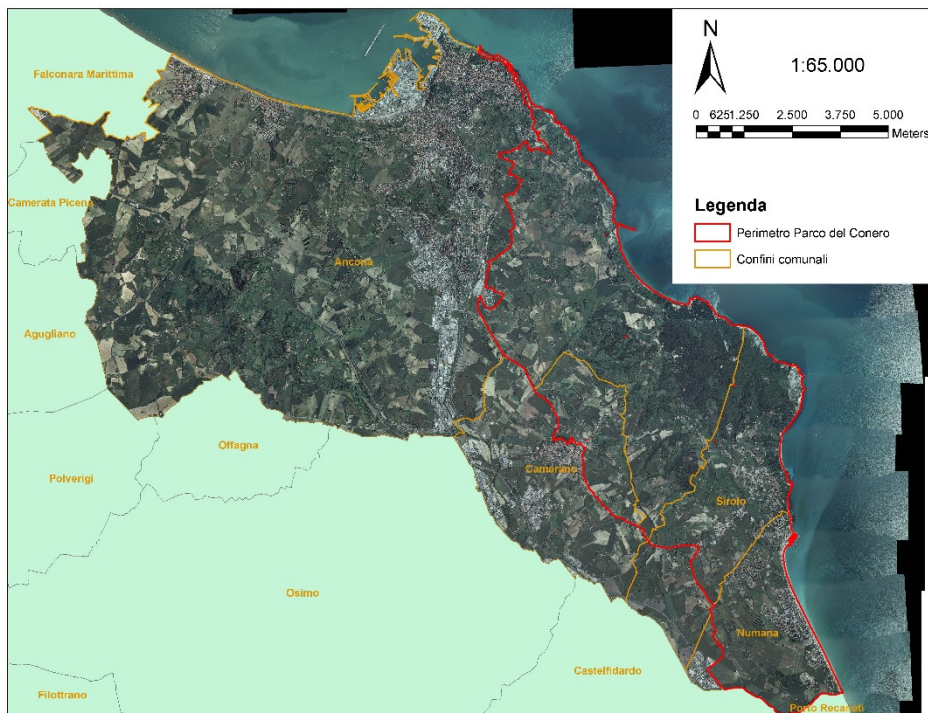 N
1:65.000
0 6251.250 2.500 3.750 5.000
Meters
Legenda
Perimetro Parco del Conero
Confini comunali
Falconara Marittima
Camerata Picena
Ancona
Agugliano
Offagna
Polverigi
Camerano
Sirolo
Osimo
Numana
Castelfidardo
Filottrano
Porto Recanati